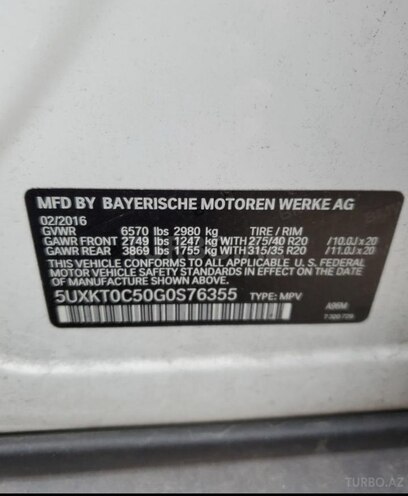 MFD BY BAYERISCHE MOTOREN WERKE AG
02/2016
GVWR 6570 lbs 2980 kg TIRE / RIM
GAWR FRONT 2749 lbs 1247 kg WITH 275/40 R20 /10.0J x 20
GAWR REAR 3869 lbs 1755 kg WITH 315/35 R20 /11.0J x 20
THIS VEHICLE CONFORMS TO ALL APPLICABLE U. S. FEDERAL
MOTOR VEHICLE SAFETY STANDARDS IN EFFECT ON
THE DATE OF MANUFACTURE SHOWN ABOVE.
5UXKT0C50G0S76355 TYPE: MPV A96M
TURBO.AZ